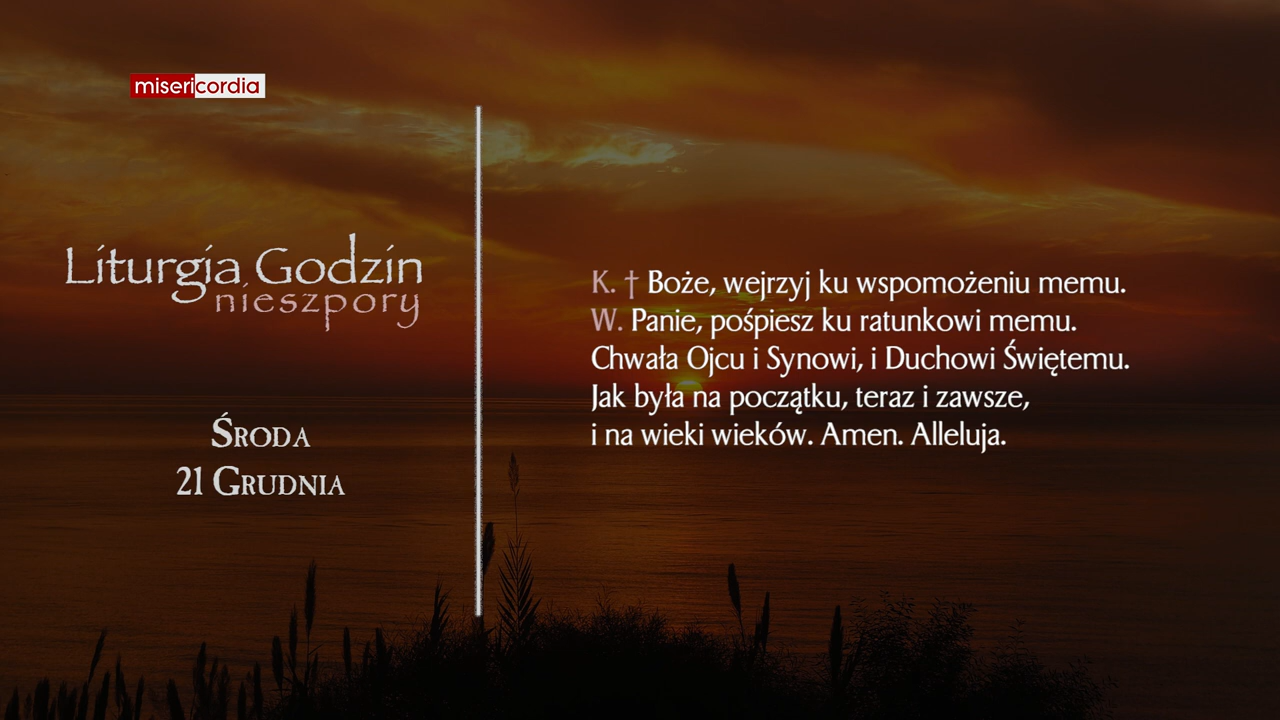 misericordia
Liturgia Godzin
nieszpory
Środa
21 Grudnia
K. † Boże, wejrzyj ku wspomożeniu memu.
W. Panie, pośpiesz ku ratunkowi memu.
Chwała Ojcu i Synowi, i Duchowi Świętemu.
Jak była na początku, teraz i zawsze,
i na wieki wieków. Amen. Alleluja.